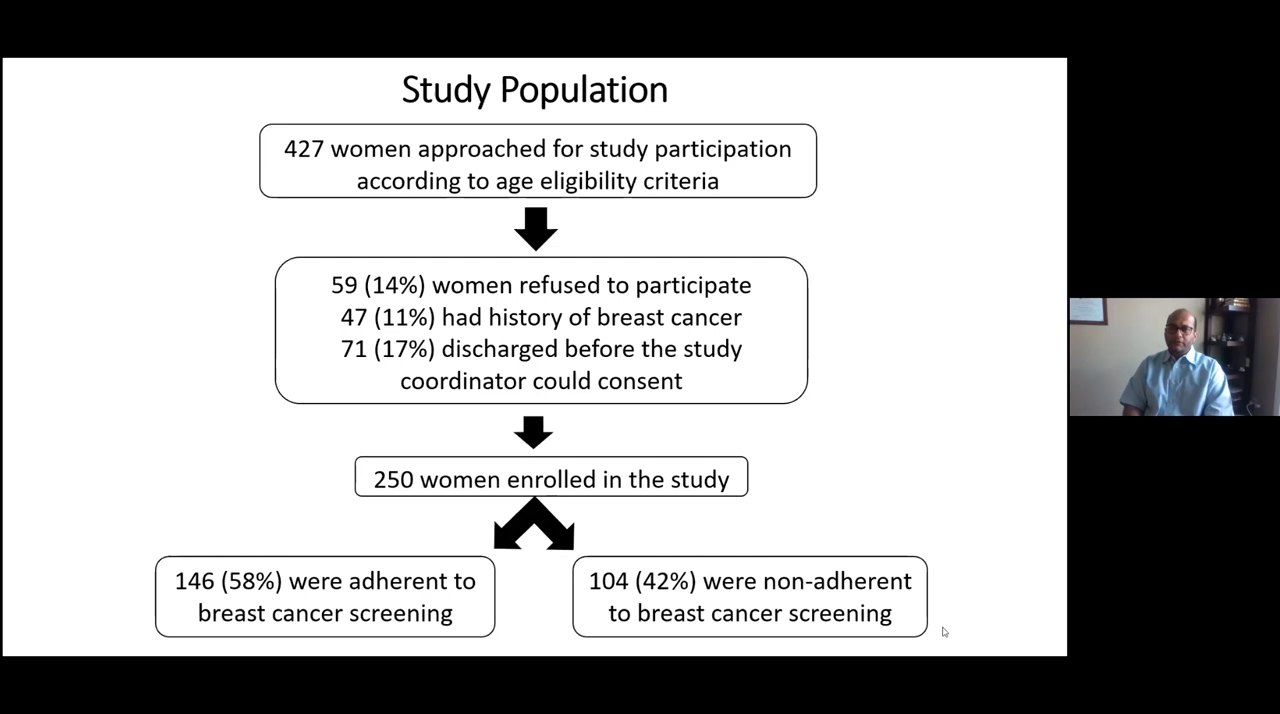 Study Population
427 women approached for study participation
according to age eligibility criteria
59 (14%) women refused to participate
47 (11%) had history of breast cancer
71 (17%) discharged before the study
coordinator could consent
250 women enrolled in the study
146 (58%) were adherent to
breast cancer screening
104 (42%) were non-adherent
to breast cancer screening